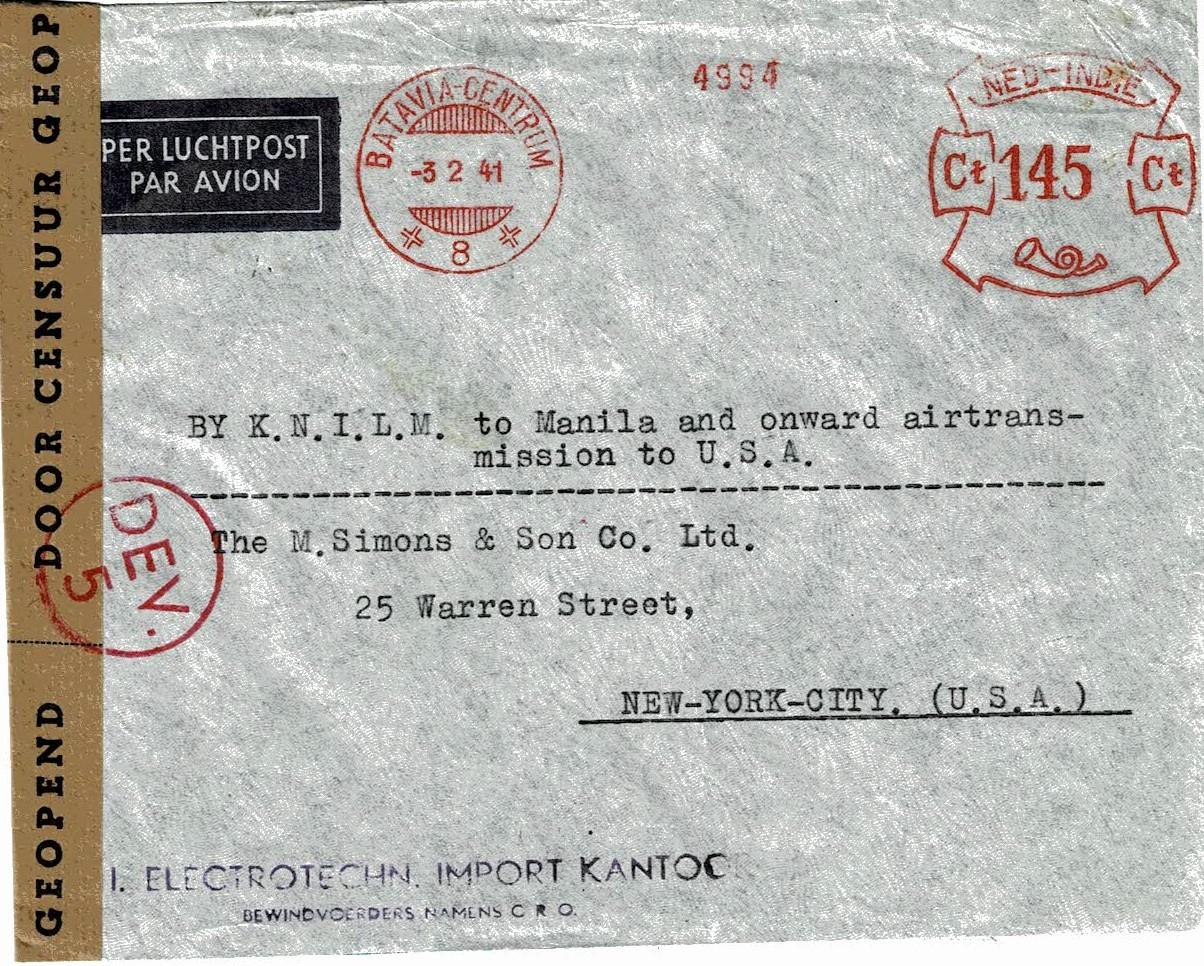 DOOR CENSUUR GEOP
GEOPEND
PER LUCHTPOST
PAR AVION
BATAVIA-CENTRUM
-3 2 41
8
4994
NED-INDIE
Ct 145 Ct
BY K.N.I.L.M. to Manila and onward airtrans-
mission to U.S.A.
The M.Simons & Son Co. Ltd.
25 Warren Street,
NEW-YORK-CITY. (U.S.A.)
DEV.
5
I. ELECTROTECHN. IMPORT KANTOO
BEWINDVOERDERS NAMENS C R O.